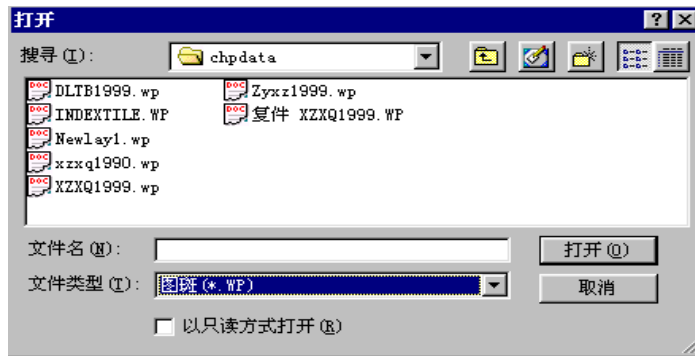 打开
搜寻(I): chpdata
DLTB1999.wp Zyxz1999.wp
INDEXTILE.WP 复件 XZXQ1999.WP
Newlay1.wp
xzxq1990.wp
XZXQ1999.wp
文件名(N): 打开(O)
文件类型(T): 图斑(*.WP) 取消
以只读方式打开(R)